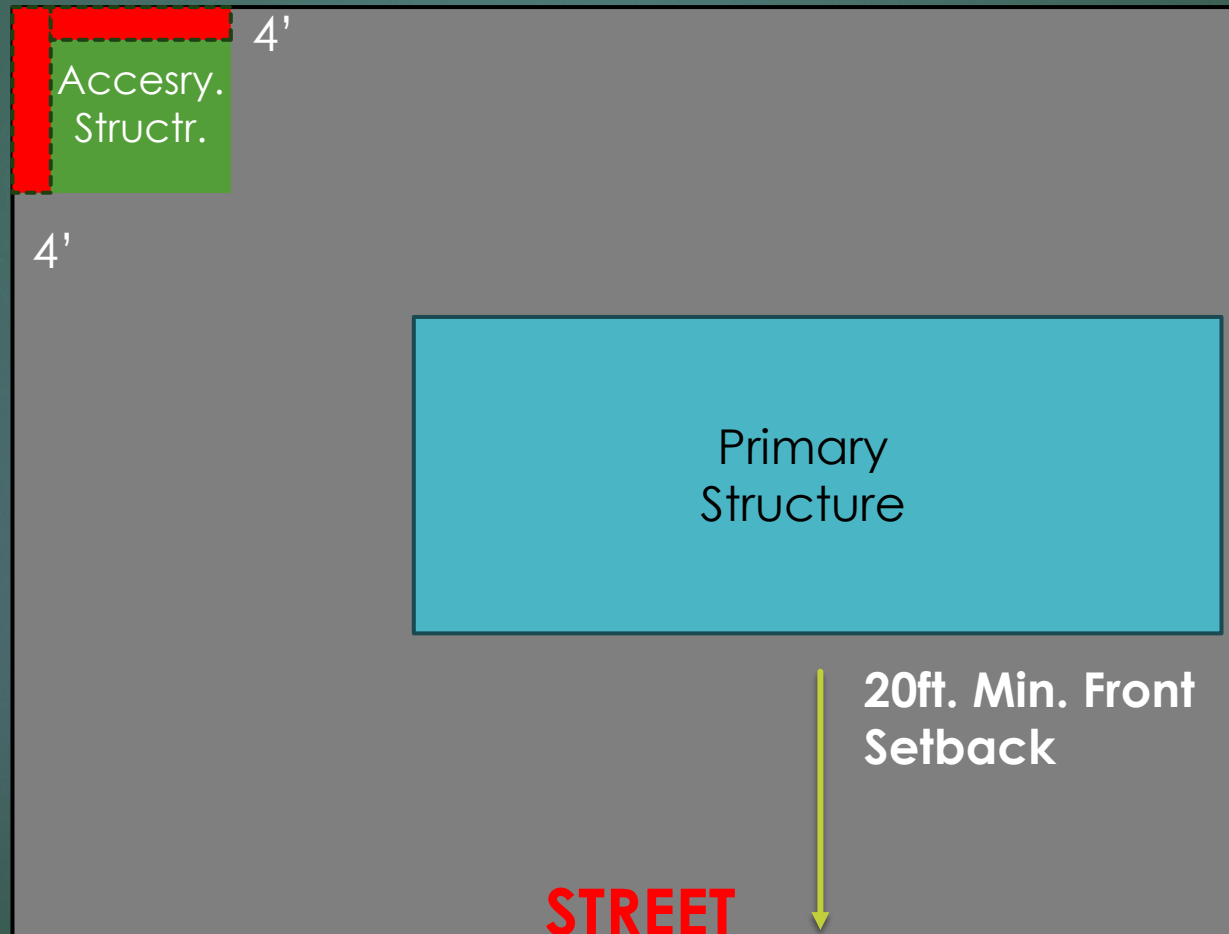 4’
Accesry.
Structr.
4’
Primary
Structure
20ft. Min. Front
Setback
STREET